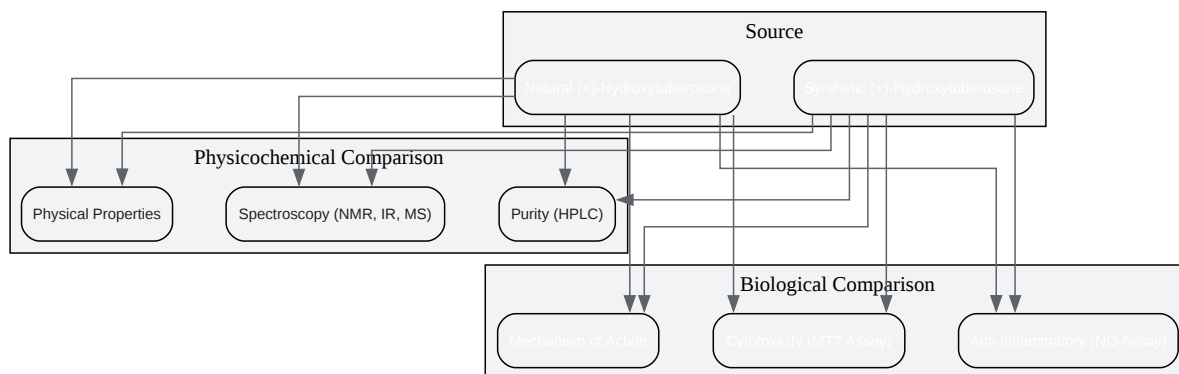 Source
Natural (+)-Hydroxytuberosone
Synthetic (+)-Hydroxytuberosone
Physicochemical Comparison
Physical Properties
Spectroscopy (NMR, IR, MS)
Purity (HPLC)
Biological Comparison
Mechanism of Action
Cytotoxicity (MTT Assay)
Anti-inflammatory (NO Assay)